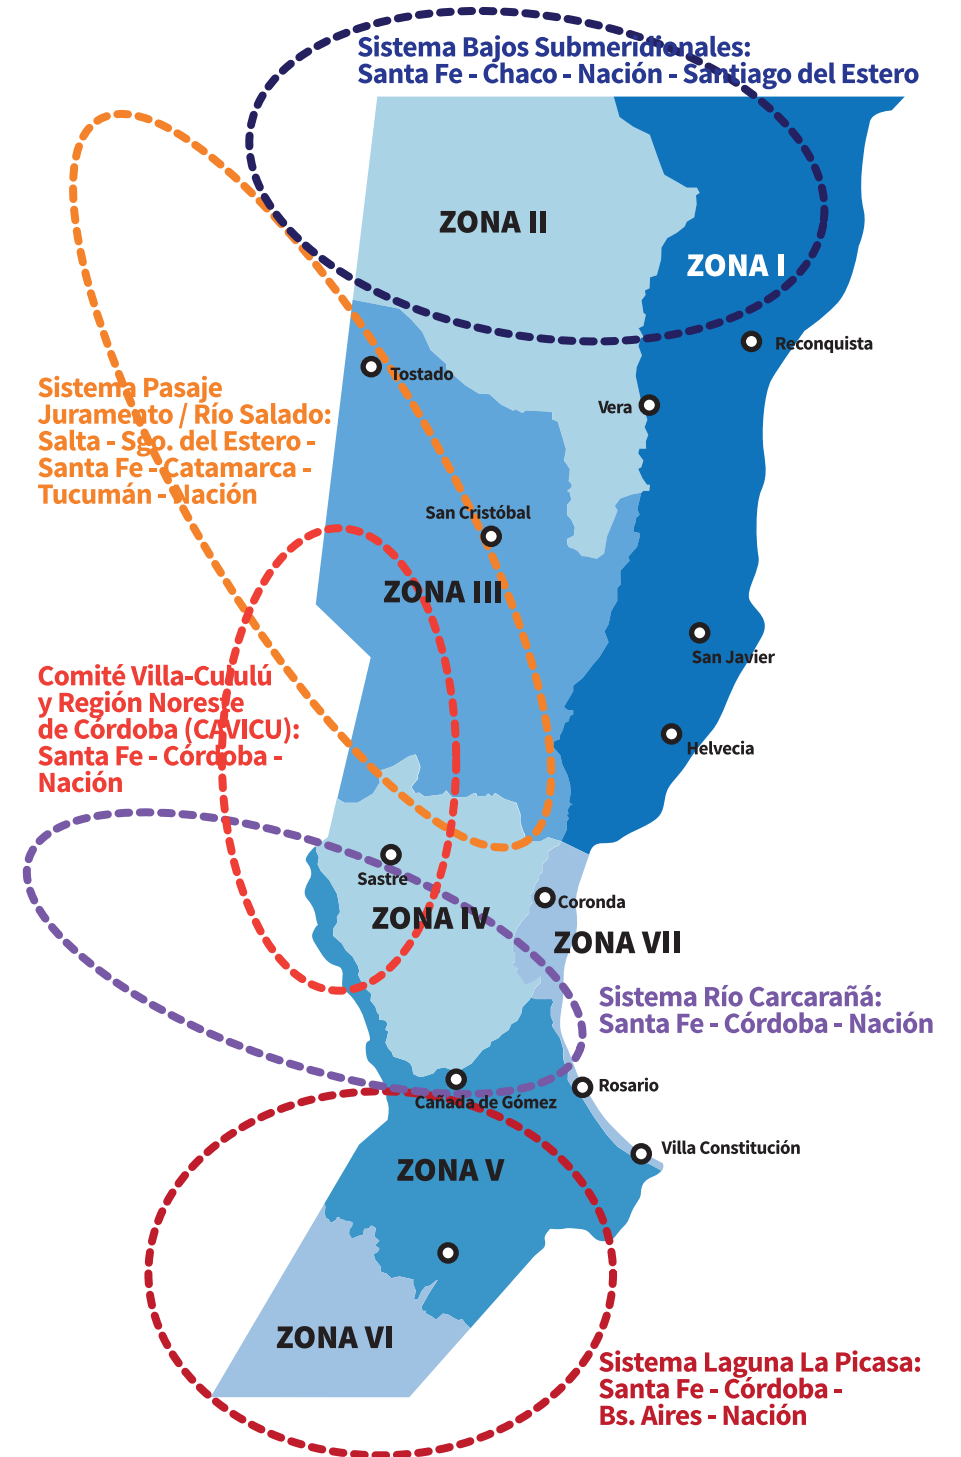 Sistema Bajos Submeridionales:
Santa Fe - Chaco - Nación - Santiago del Estero
ZONA II
ZONA I
Reconquista
Tostado
Sistema Pasaje
Juramento / Río Salado:
Salta - Sgo. del Estero -
Santa Fe - Catamarca -
Tucumán - Nación
Vera
San Cristóbal
ZONA III
San Javier
Comité Villa-Cululú
y Región Noreste
de Córdoba (CAVICU):
Santa Fe - Córdoba -
Nación
Helvecia
Sastre
Coronda
ZONA IV
ZONA VII
Sistema Río Carcarañá:
Santa Fe - Córdoba - Nación
Rosario
Cañada de Gómez
Villa Constitución
ZONA V
ZONA VI
Sistema Laguna La Picasa:
Santa Fe - Córdoba -
Bs. Aires - Nación